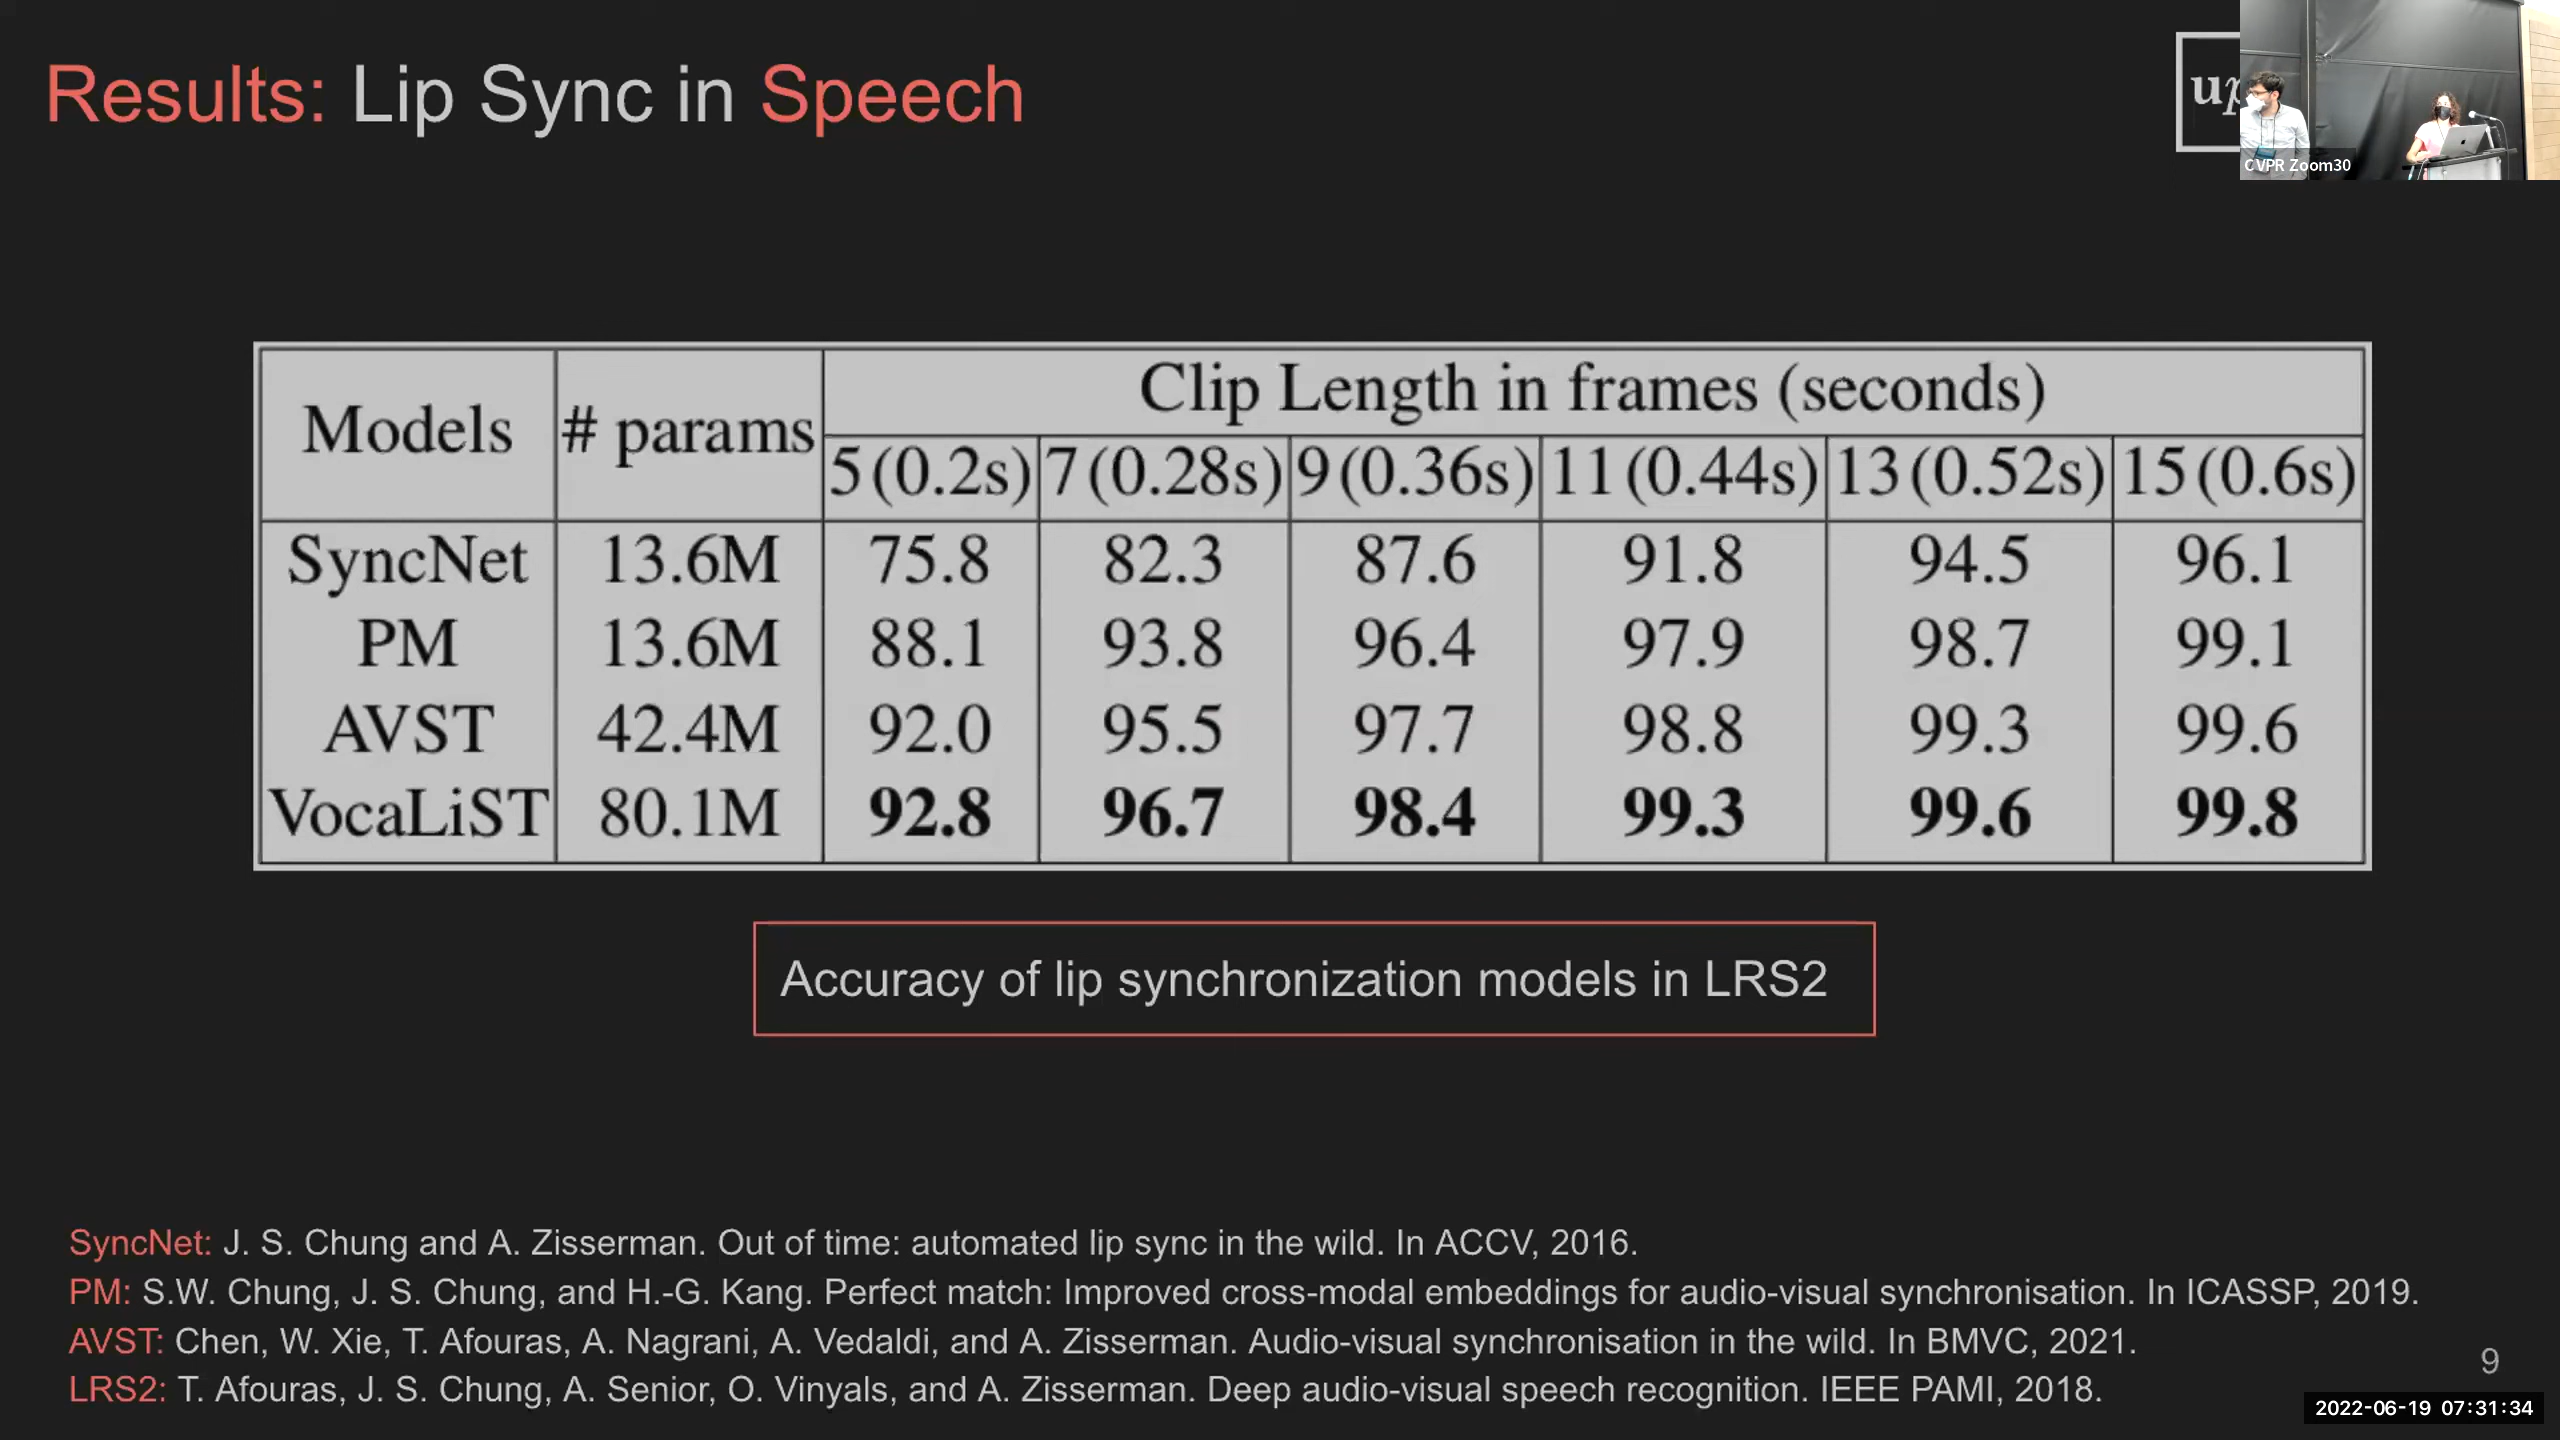 Results: Lip Sync in Speech
CVPR Zoom30
Models # params Clip Length in frames (seconds)
5 (0.2s) 7 (0.28s) 9 (0.36s) 11 (0.44s) 13 (0.52s) 15 (0.6s)
SyncNet 13.6M 75.8 82.3 87.6 91.8 94.5 96.1
PM 13.6M 88.1 93.8 96.4 97.9 98.7 99.1
AVST 42.4M 92.0 95.5 97.7 98.8 99.3 99.6
VocaLiST 80.1M 92.8 96.7 98.4 99.3 99.6 99.8
Accuracy of lip synchronization models in LRS2
SyncNet: J. S. Chung and A. Zisserman. Out of time: automated lip sync in the wild. In ACCV, 2016.
PM: S.W. Chung, J. S. Chung, and H.-G. Kang. Perfect match: Improved cross-modal embeddings for audio-visual synchronisation. In ICASSP, 2019.
AVST: Chen, W. Xie, T. Afouras, A. Nagrani, A. Vedaldi, and A. Zisserman. Audio-visual synchronisation in the wild. In BMVC, 2021.
LRS2: T. Afouras, J. S. Chung, A. Senior, O. Vinyals, and A. Zisserman. Deep audio-visual speech recognition. IEEE PAMI, 2018.
9
2022-06-19 07:31:34